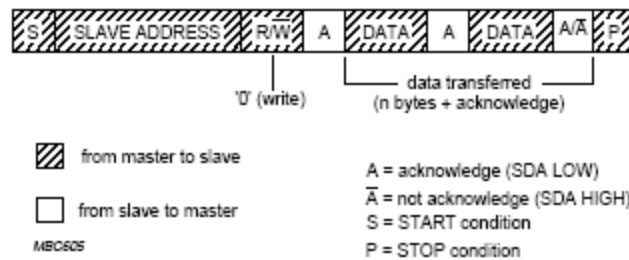 S SLAVE ADDRESS R/W̅ A DATA A DATA A/A̅ P
'0' (write)
data transferred
(n bytes + acknowledge)
from master to slave
from slave to master
MBC605
A = acknowledge (SDA LOW)
A̅ = not acknowledge (SDA HIGH)
S = START condition
P = STOP condition